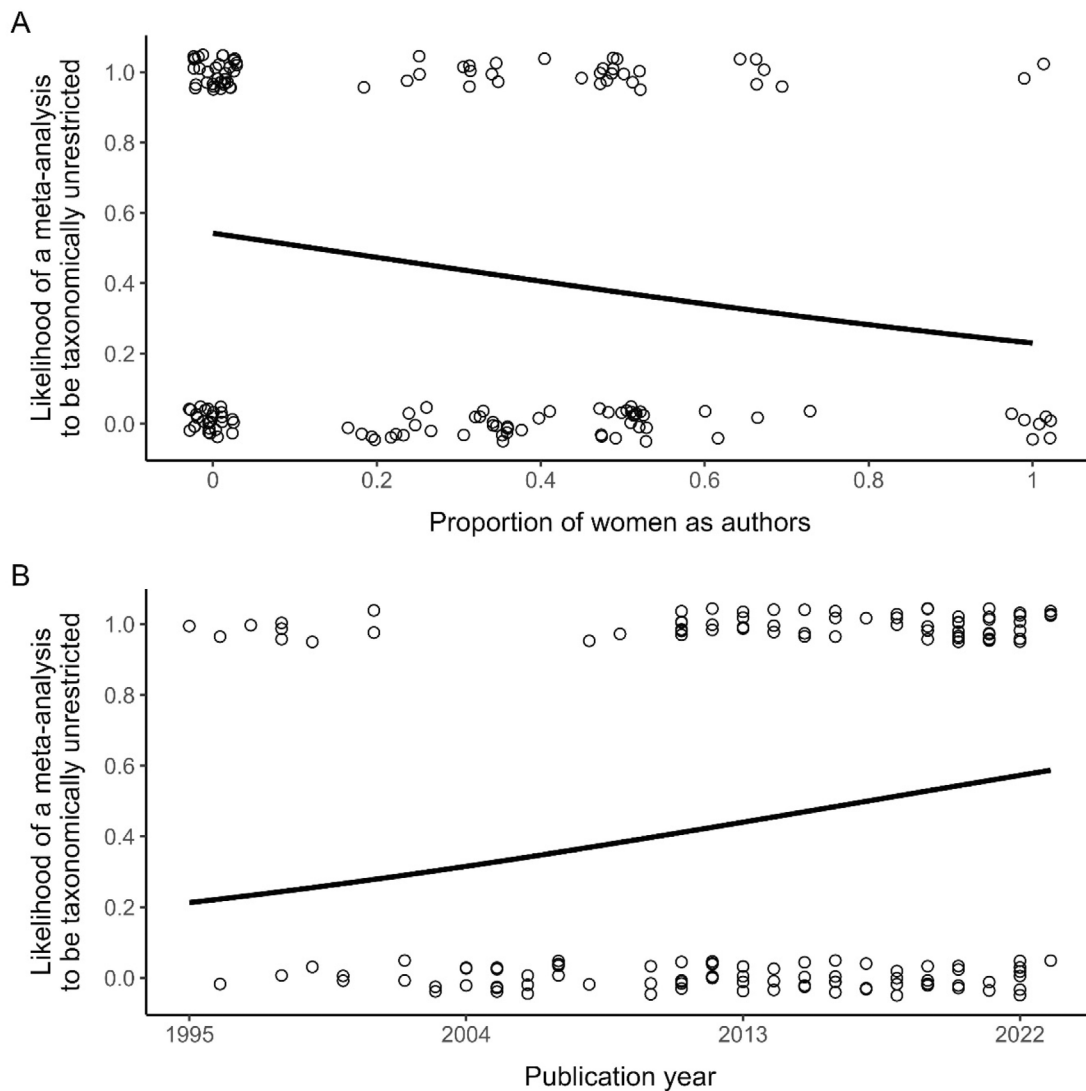 A
Likelihood of a meta-analysis
to be taxonomically unrestricted
1.0
0.8
0.6
0.4
0.2
0.0
0
0.2
0.4
0.6
0.8
1
Proportion of women as authors
B
Likelihood of a meta-analysis
to be taxonomically unrestricted
1.0
0.8
0.6
0.4
0.2
0.0
1995
2004
2013
2022
Publication year